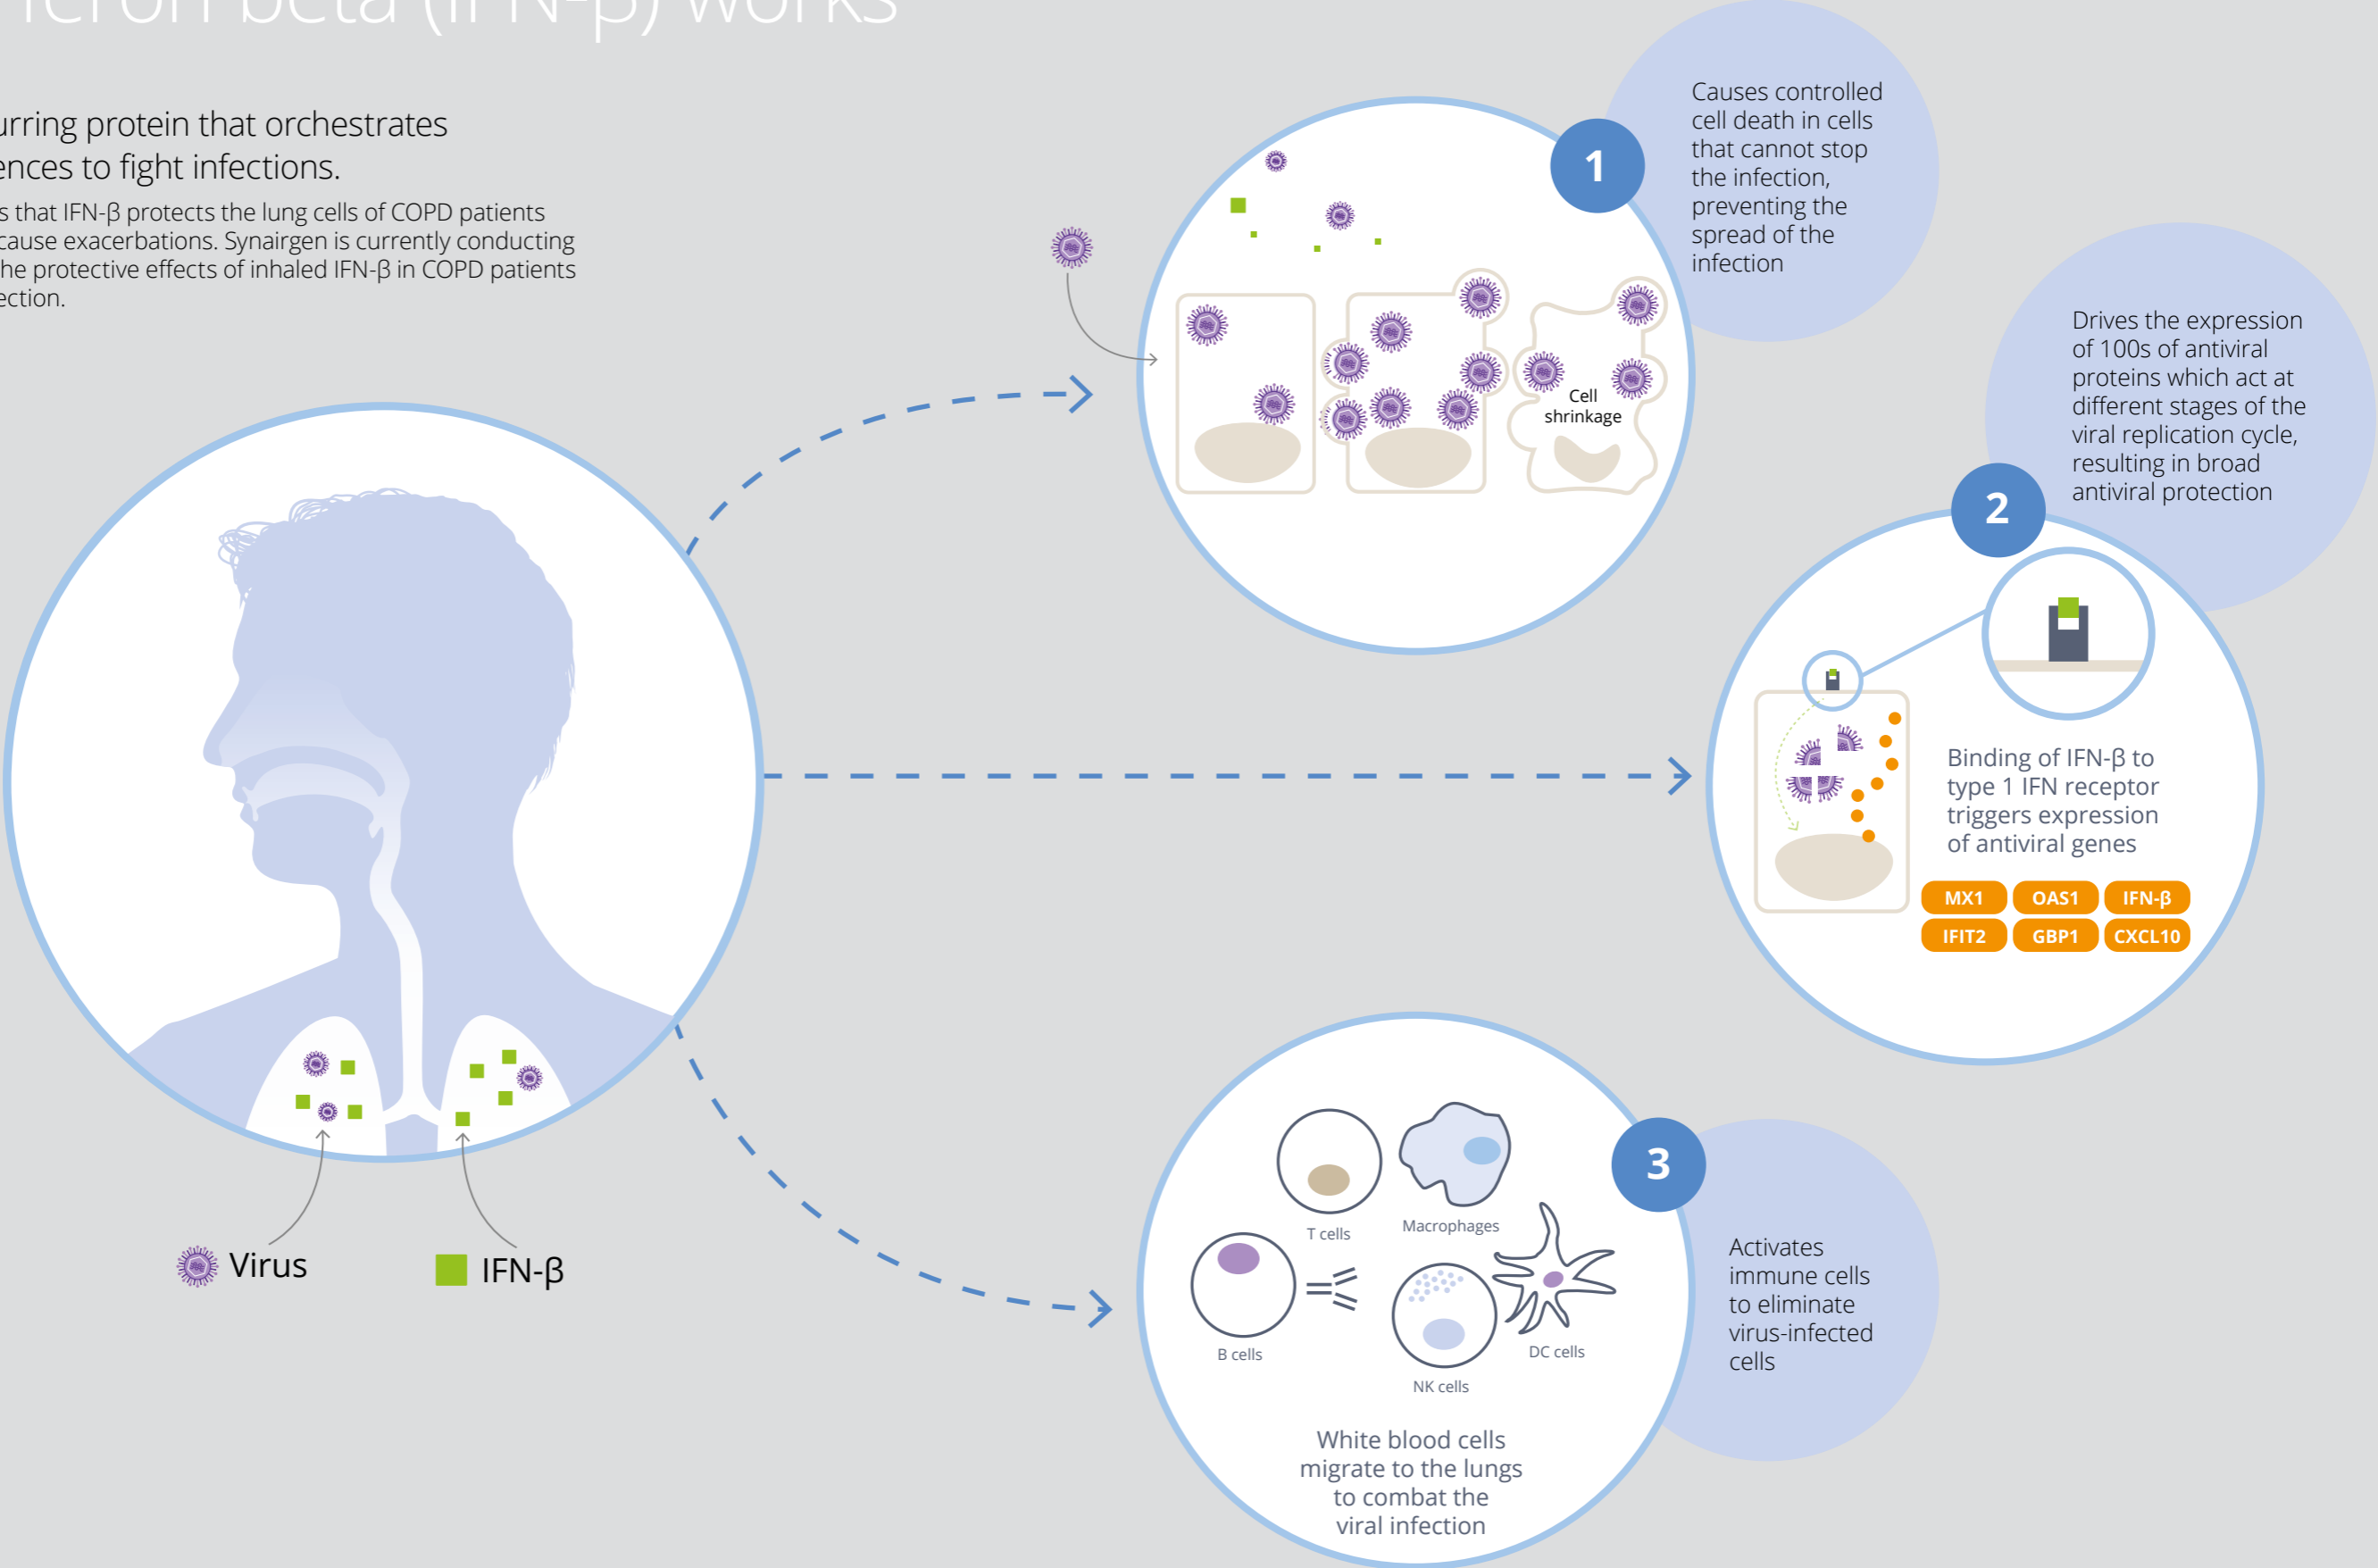 beta (IFN-β) works
protein that orchestrates
to fight infections.
that IFN-β protects the lung cells of COPD patients
cause exacerbations. Synairgen is currently conducting
the protective effects of inhaled IFN-β in COPD patients
1
Causes controlled
cell death in cells
that cannot stop
the infection,
preventing the
spread of the
infection
Cell
shrinkage
2
Drives the expression
of 100s of antiviral
proteins which act at
different stages of the
viral replication cycle,
resulting in broad
antiviral protection
Binding of IFN-β to
type 1 IFN receptor
triggers expression
of antiviral genes
MX1 OAS1 IFN-β
IFIT2 GBP1 CXCL10
Virus
IFN-β
3
Activates
immune cells
to eliminate
virus-infected
cells
T cells
Macrophages
B cells
NK cells
DC cells
White blood cells
migrate to the lungs
to combat the
viral infection